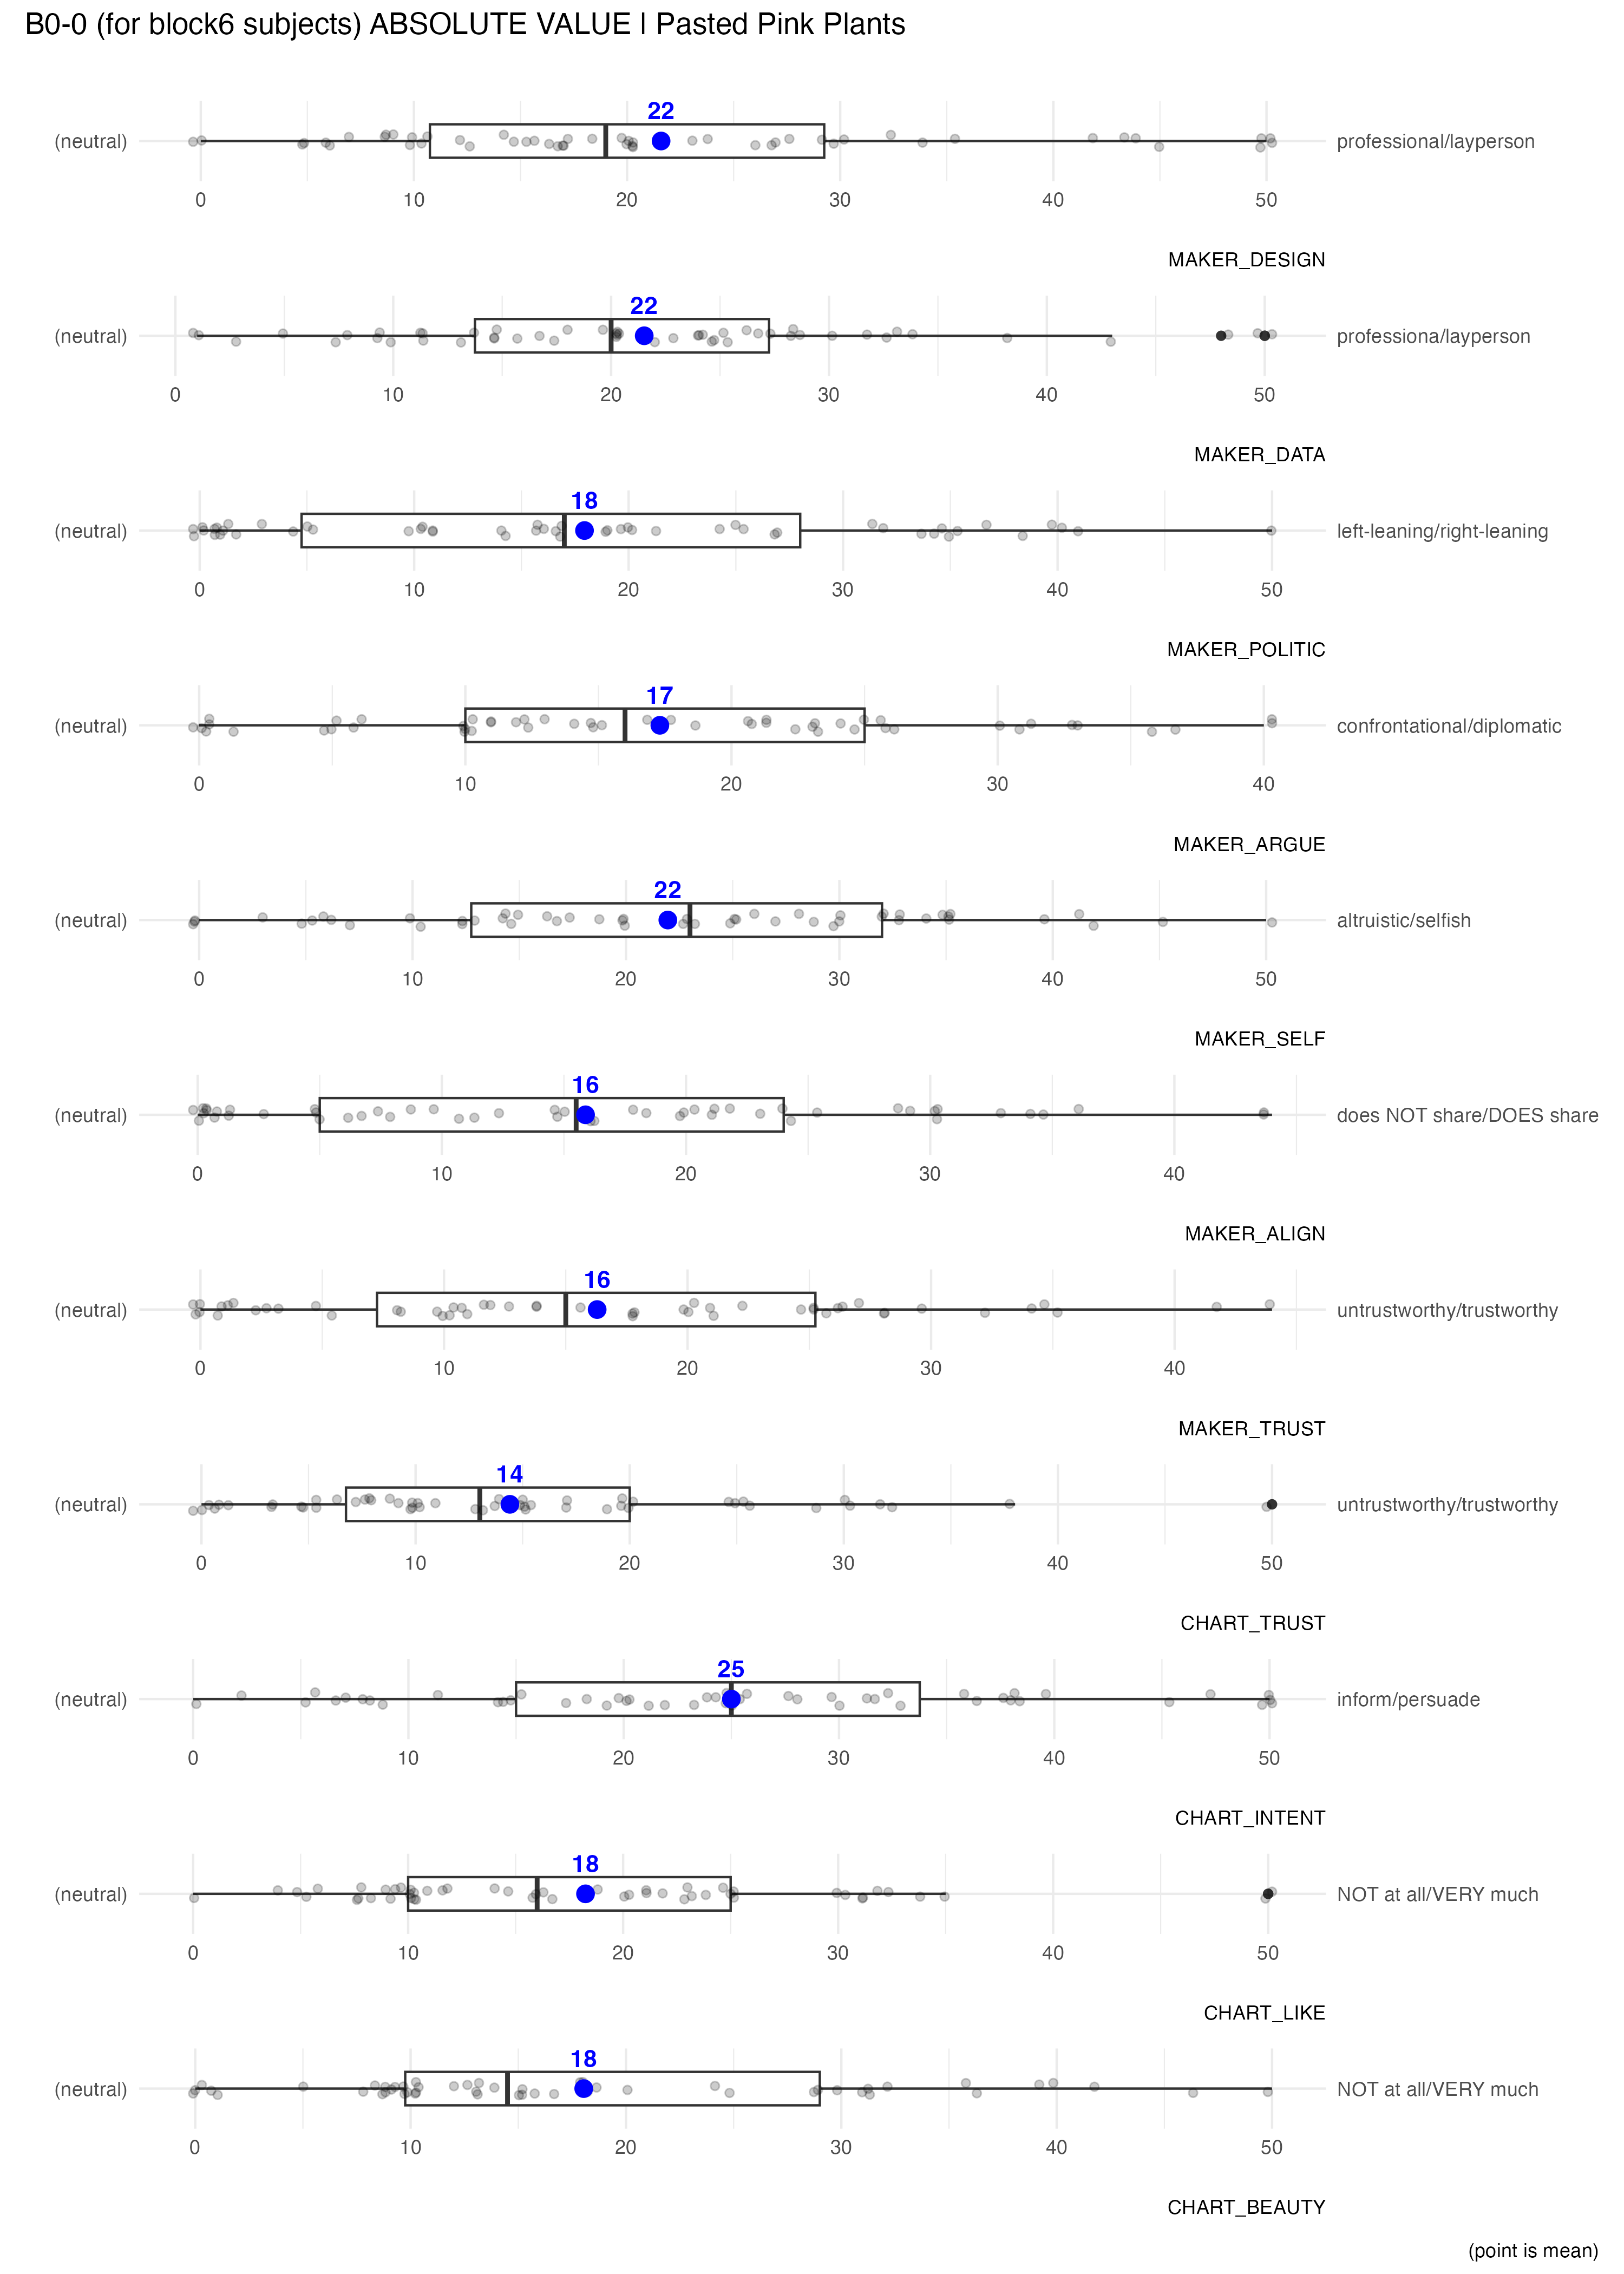 B0-0 (for block6 subjects) ABSOLUTE VALUE | Pasted Pink Plants
22
(neutral) professional/layperson
0 10 20 30 40 50
MAKER_DESIGN
22
(neutral) professiona/layperson
0 10 20 30 40 50
MAKER_DATA
18
(neutral) left-leaning/right-leaning
0 10 20 30 40 50
MAKER_POLITIC
17
(neutral) confrontational/diplomatic
0 10 20 30 40
MAKER_ARGUE
22
(neutral) altruistic/selfish
0 10 20 30 40 50
MAKER_SELF
16
(neutral) does NOT share/DOES share
0 10 20 30 40
MAKER_ALIGN
16
(neutral) untrustworthy/trustworthy
0 10 20 30 40
MAKER_TRUST
14
(neutral) untrustworthy/trustworthy
0 10 20 30 40 50
CHART_TRUST
25
(neutral) inform/persuade
0 10 20 30 40 50
CHART_INTENT
18
(neutral) NOT at all/VERY much
0 10 20 30 40 50
CHART_LIKE
18
(neutral) NOT at all/VERY much
0 10 20 30 40 50
CHART_BEAUTY
(point is mean)